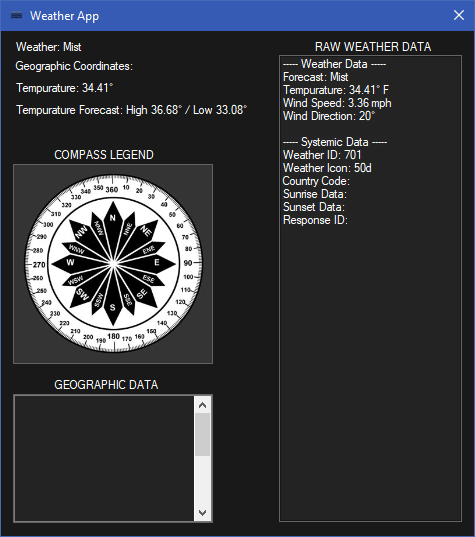 Weather App
Weather: Mist
Geographic Coordinates:
Tempurature: 34.41°
Tempurature Forecast: High 36.68° / Low 33.08°
COMPASS LEGEND
360 10 20 30 40 50 60 70 80 90 100 110 120 130 140 150 160 170 180 190 200 210 220 230 240 250 260 270 280 290 300 310 320 330 340 350
N NNE NE ENE E ESE SE SSE S SSW SW WSW W WNW NW NNW
GEOGRAPHIC DATA
RAW WEATHER DATA
----- Weather Data -----
Forecast: Mist
Tempurature: 34.41° F
Wind Speed: 3.36 mph
Wind Direction: 20°
----- Systemic Data -----
Weather ID: 701
Weather Icon: 50d
Country Code:
Sunrise Data:
Sunset Data:
Response ID: